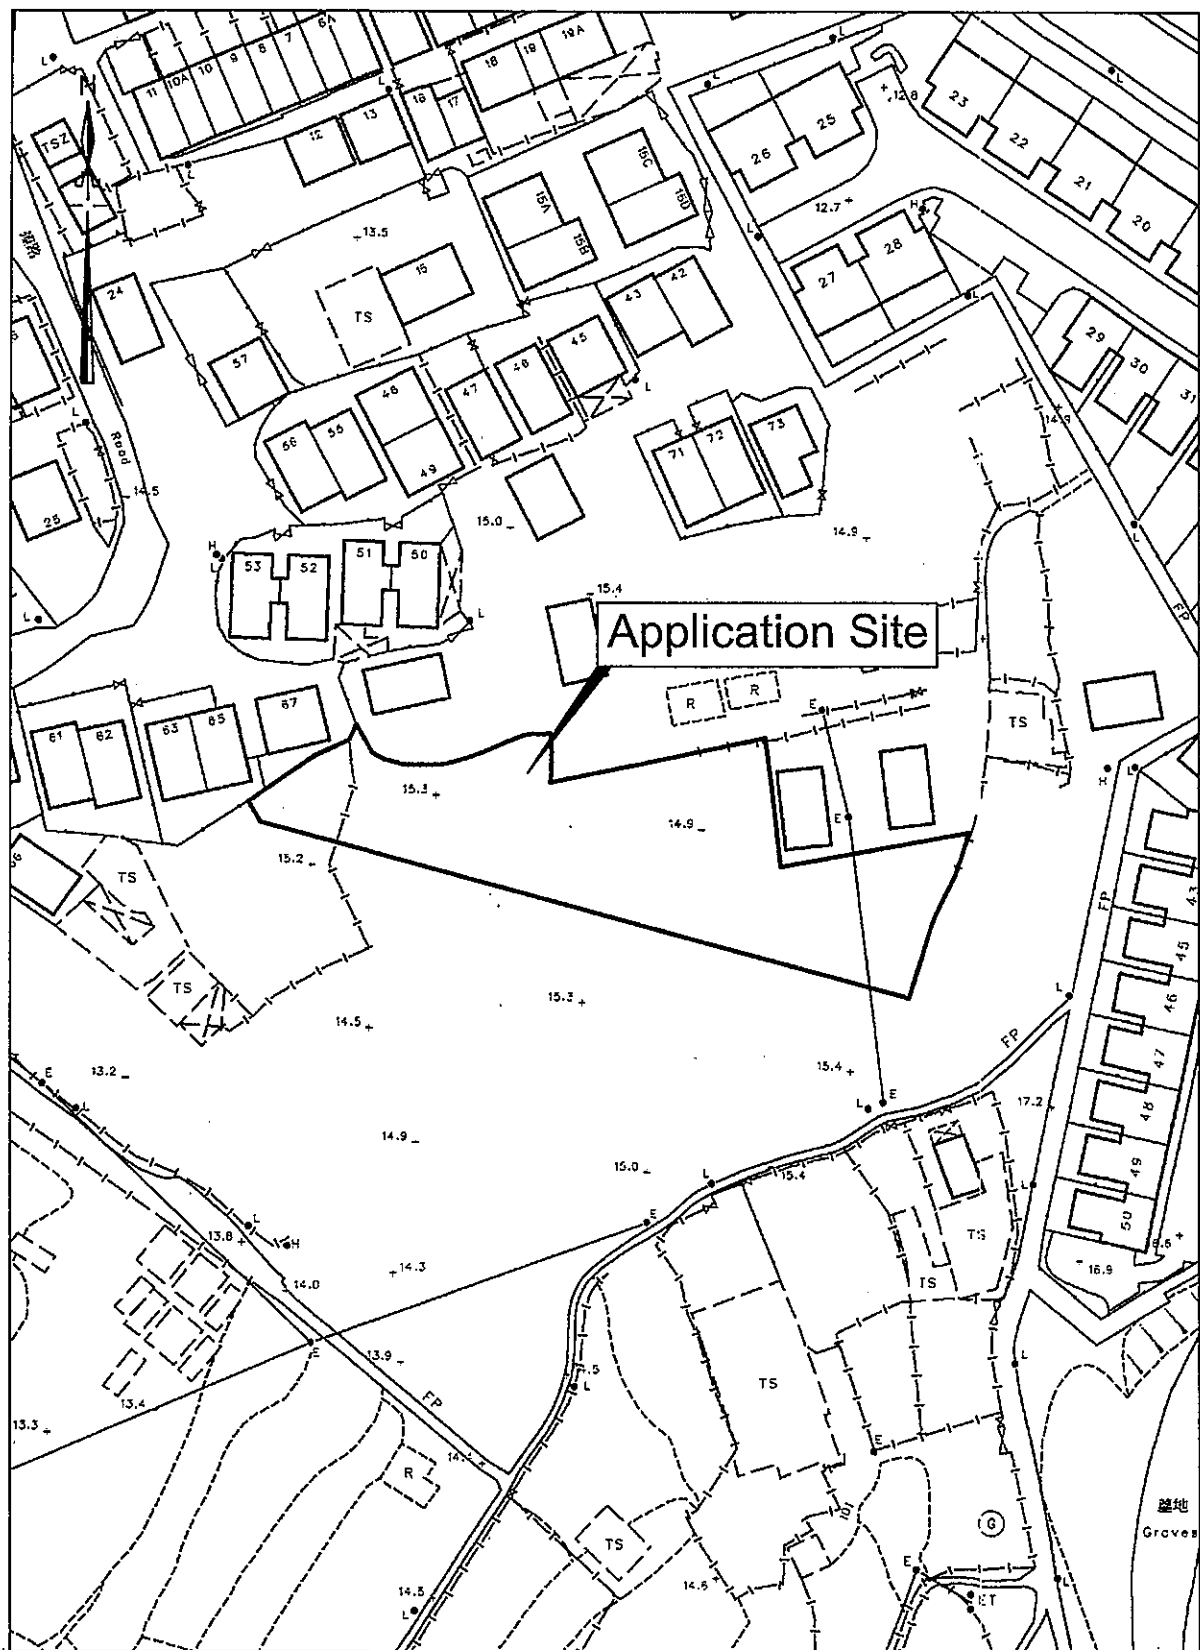 L
L
L
6A
7
8
9
10
10A
11
19A
19
18
17
16
13
12
L
L
TSZ
N
L
23
22
21
20
12.8
25
26
15C
15D
15A
15B
12.7
H
28
27
L
13.5
15
TS
24
42
43
45
46
47
48
49
57
55
56
L
29
30
31
14.9
71
72
73
L
Road
25
14.5
15.0
14.9
L
H
L
53
52
51
50
L
L
15.4
Application Site
FP
R
R
E
TS
61
62
63
65
67
H
L
15.3
14.9
E
15.2
TS
TS
FP
43
45
46
47
48
49
50
15.3
14.5
L
FP
15.4
E
L
17.2
E
13.2
L
14.9
15.0
L
15.4
E
L
TS
TS
16.9
L
13.8
H
14.3
14.0
E
13.9
13.4
13.3
FP
L
TS
L
E
R
TS
101
G
墓地
Graves
14.5
L
14.6
E
L
ET